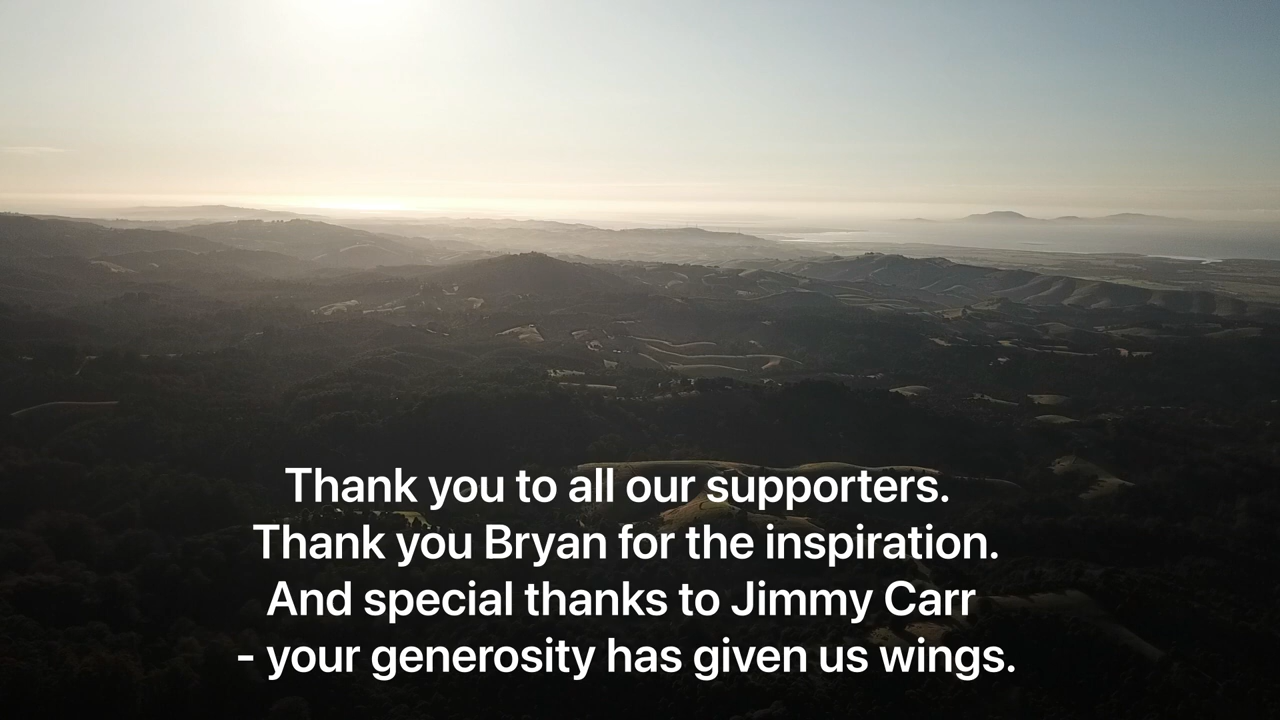 Thank you to all our supporters.
Thank you Bryan for the inspiration.
And special thanks to Jimmy Carr
- your generosity has given us wings.